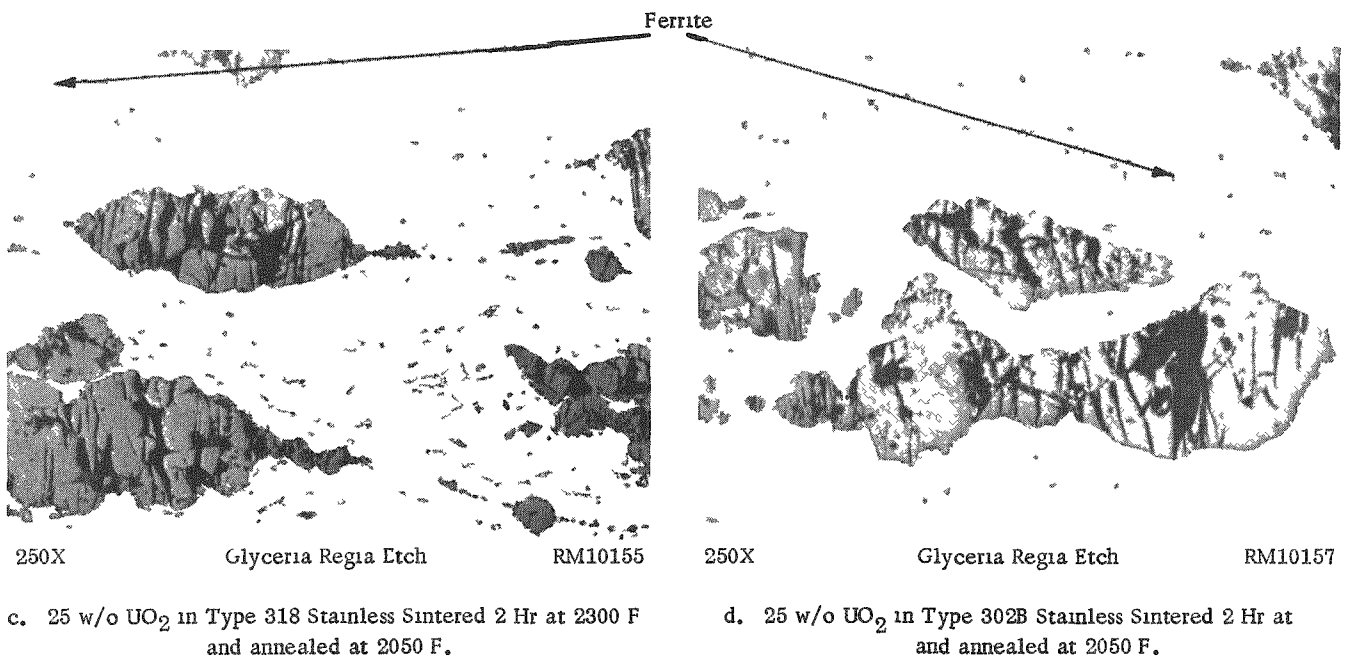 Ferrite
250X Glyceria Regia Etch RM10155
250X Glyceria Regia Etch RM10157
c. 25 w/o UO2 in Type 318 Stainless Sintered 2 Hr at 2300 F
and annealed at 2050 F.
d. 25 w/o UO2 in Type 302B Stainless Sintered 2 Hr at
and annealed at 2050 F.